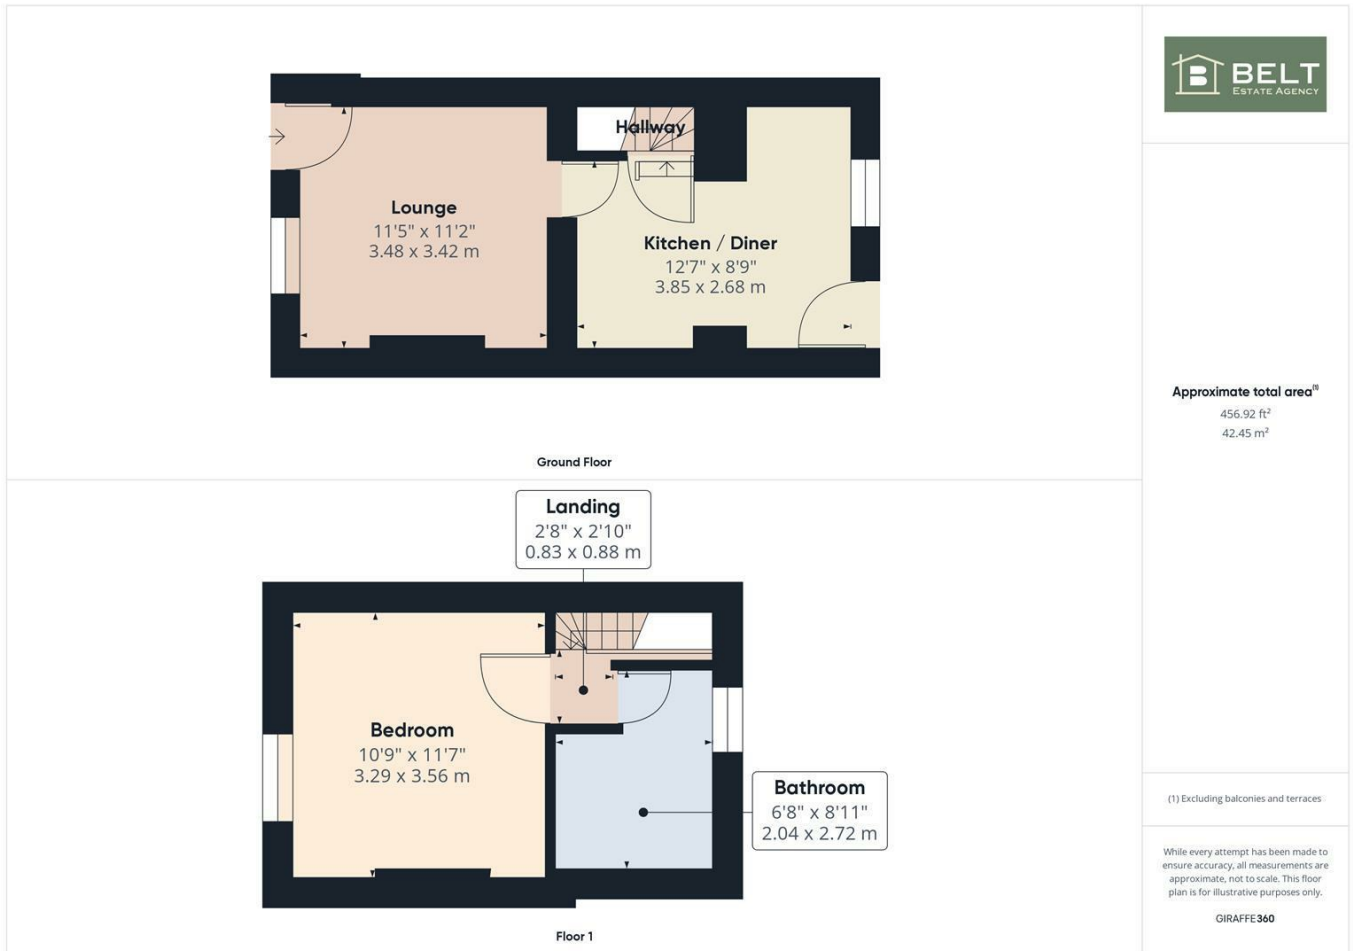 B BELT
ESTATE AGENCY
Hallway
Lounge
11'5" x 11'2"
3.48 x 3.42 m
Kitchen / Diner
12'7" x 8'9"
3.85 x 2.68 m
Ground Floor
Approximate total area(1)
456.92 ft²
42.45 m²
Landing
2'8" x 2'10"
0.83 x 0.88 m
Bedroom
10'9" x 11'7"
3.29 x 3.56 m
Bathroom
6'8" x 8'11"
2.04 x 2.72 m
Floor 1
(1) Excluding balconies and terraces
While every attempt has been made to
ensure accuracy, all measurements are
approximate, not to scale. This floor
plan is for illustrative purposes only.
GIRAFFE360